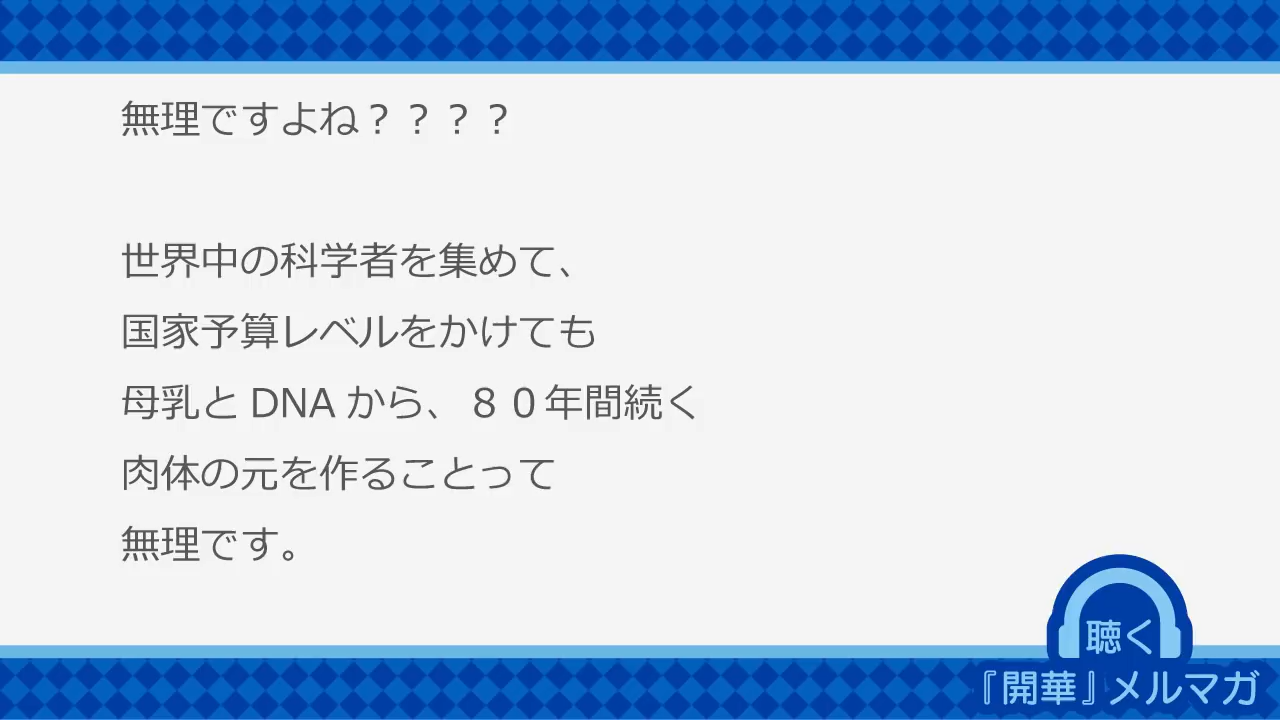 無理ですよね？？？？
世界中の科学者を集めて、
国家予算レベルをかけても
母乳と DNA から、８０年間続く
肉体の元を作ることって
無理です。
聴く
『開華』メルマガ